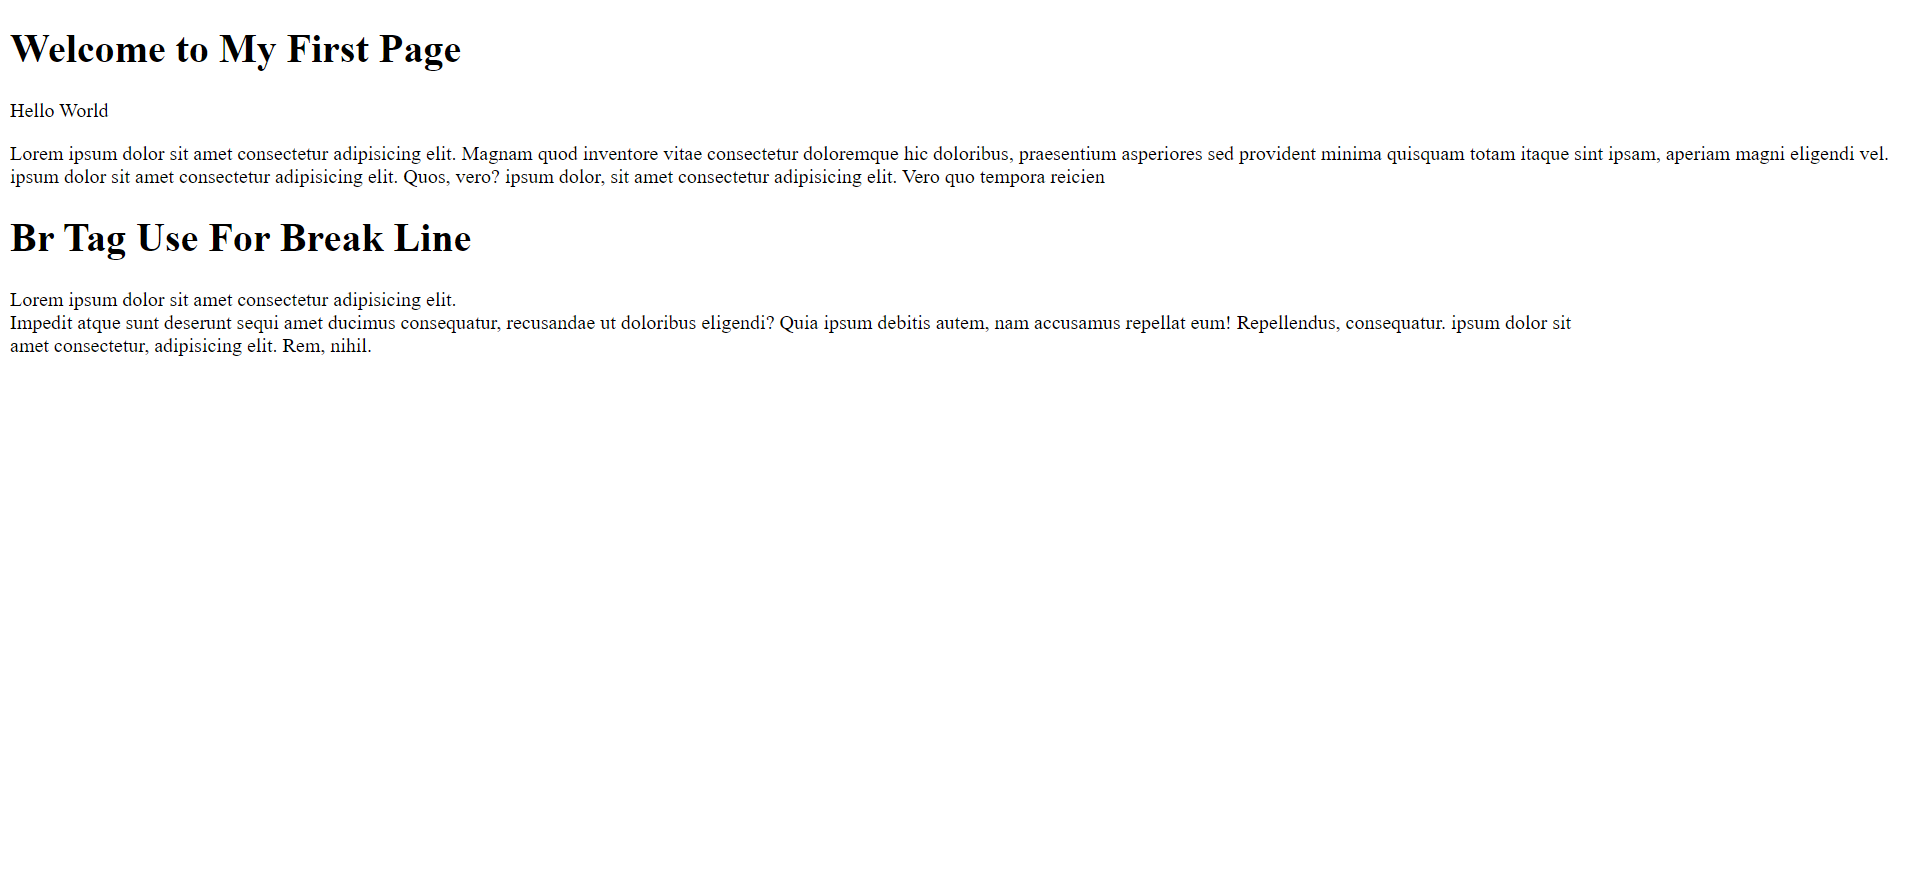 Welcome to My First Page
Hello World
Lorem ipsum dolor sit amet consectetur adipisicing elit. Magnam quod inventore vitae consectetur doloremque hic doloribus, praesentium asperiores sed provident minima quisquam totam itaque sint ipsam, aperiam magni eligendi vel.
ipsum dolor sit amet consectetur adipisicing elit. Quos, vero? ipsum dolor, sit amet consectetur adipisicing elit. Vero quo tempora reicien
Br Tag Use For Break Line
Lorem ipsum dolor sit amet consectetur adipisicing elit.
Impedit atque sunt deserunt sequi amet ducimus consequatur, recusandae ut doloribus eligendi? Quia ipsum debitis autem, nam accusamus repellat eum! Repellendus, consequatur. ipsum dolor sit
amet consectetur, adipisicing elit. Rem, nihil.